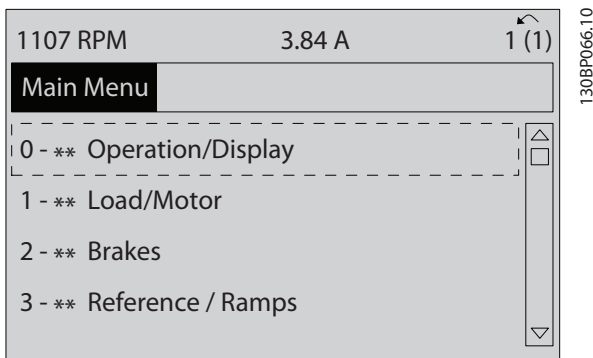 1107 RPM 3.84 A 1 (1)
Main Menu
0 - ** Operation/Display
1 - ** Load/Motor
2 - ** Brakes
3 - ** Reference / Ramps
130BP066.10